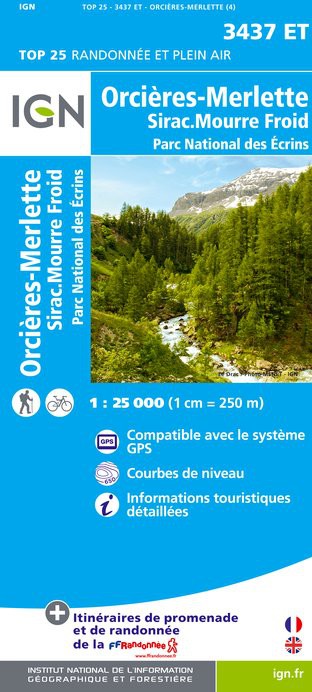 IGN TOP 25 - 3437 ET - ORCIÈRES-MERLETTE (4)
3437 ET
TOP 25 RANDONNÉE ET PLEIN AIR
IGN
Orcières-Merlette
Sirac.Mourre Froid
Parc National des Écrins
Orcières-Merlette
Sirac.Mourre Froid
Parc National des Écrins
1 : 25 000 (1 cm = 250 m)
GPS
Compatible avec le système
GPS
650
Courbes de niveau
i
Informations touristiques
détaillées
+
Itinéraires de promenade
et de randonnée
de la FFRandonnée
www.ffrandonnee.fr
INSTITUT NATIONAL DE L'INFORMATION
GÉOGRAPHIQUE ET FORESTIÈRE
ign.fr